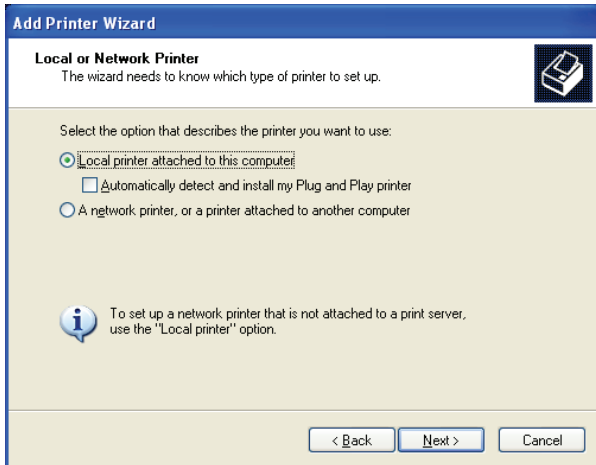 Add Printer Wizard
Local or Network Printer
The wizard needs to know which type of printer to set up.
Select the option that describes the printer you want to use:
Local printer attached to this computer
Automatically detect and install my Plug and Play printer
A network printer, or a printer attached to another computer
To set up a network printer that is not attached to a print server,
use the "Local printer" option.
< Back Next > Cancel